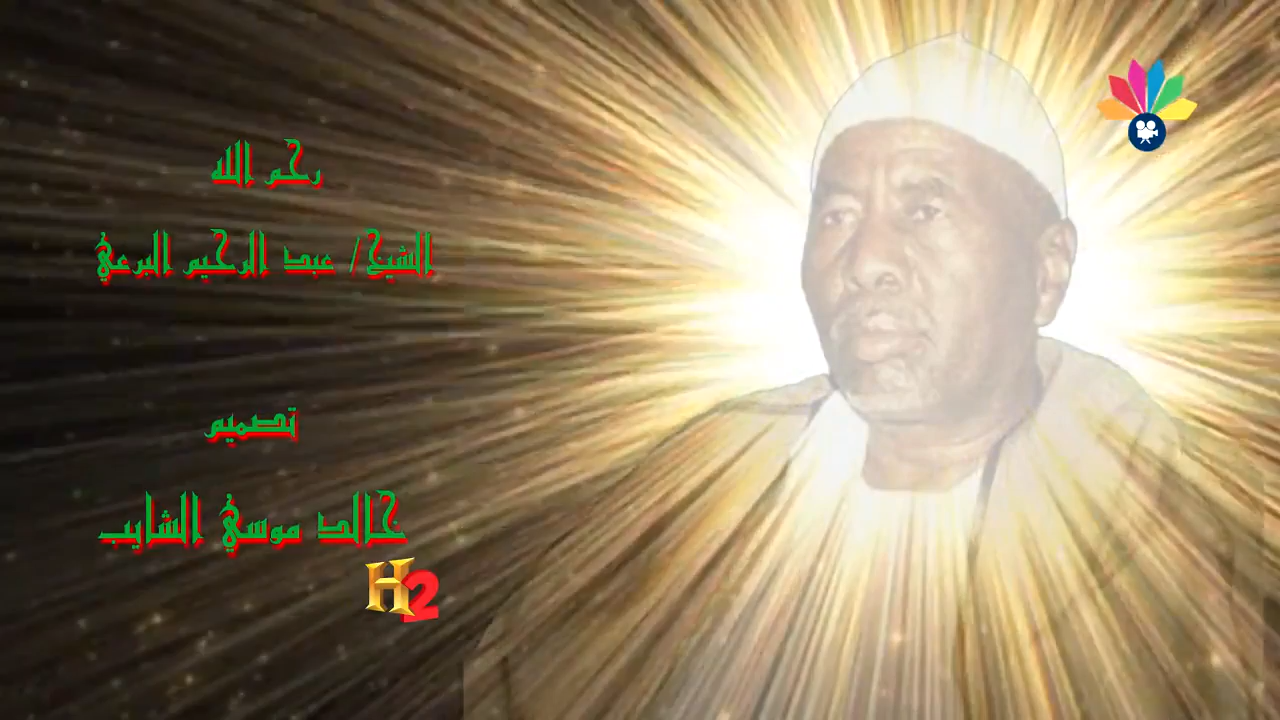 رحم الله
الشيخ/ عبد الرحيم البرعي
تصميم
خالد موسى الشايب
H2